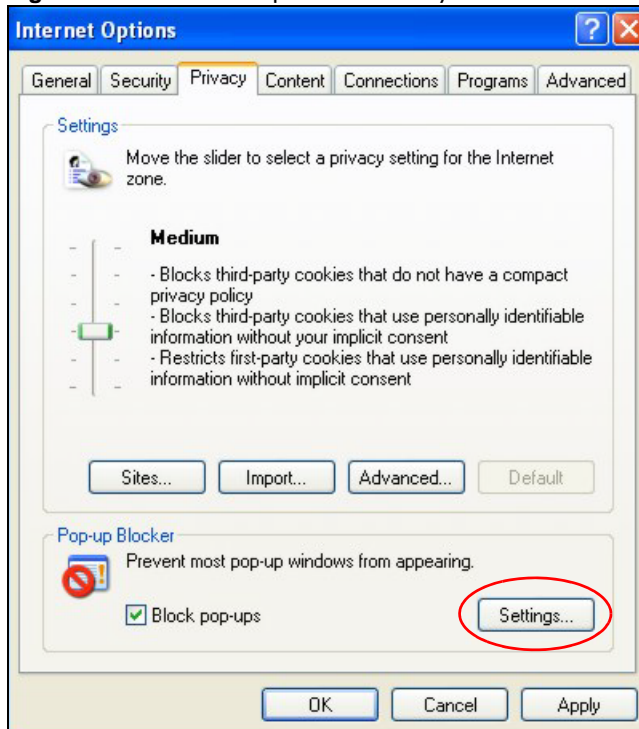 Internet Options
General Security Privacy Content Connections Programs Advanced
Settings
Move the slider to select a privacy setting for the Internet
zone.
Medium
- Blocks third-party cookies that do not have a compact
privacy policy
- Blocks third-party cookies that use personally identifiable
information without your implicit consent
- Restricts first-party cookies that use personally identifiable
information without implicit consent
Sites... Import... Advanced... Default
Pop-up Blocker
Prevent most pop-up windows from appearing.
Block pop-ups Settings...
OK Cancel Apply